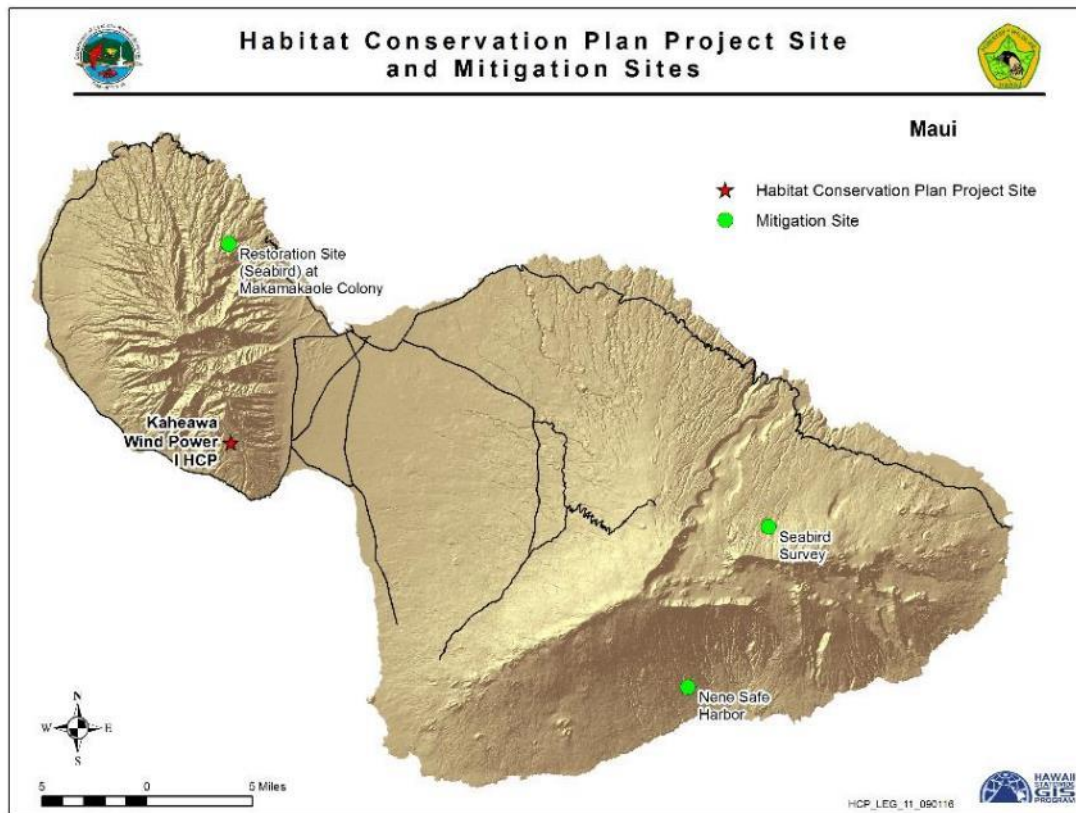 Habitat Conservation Plan Project Site
and Mitigation Sites
Maui
Habitat Conservation Plan Project Site
Mitigation Site
Restoration Site
(Seabird) at
Makamakaole Colony
Kaheawa
Wind Power
I HCP
Seabird
Survey
Nene Safe
Harbor
N
W E
S
5 0 5 Miles
HCP_LEG_11_090116
HAWAII
STATEWIDE
GIS
PROGRAM